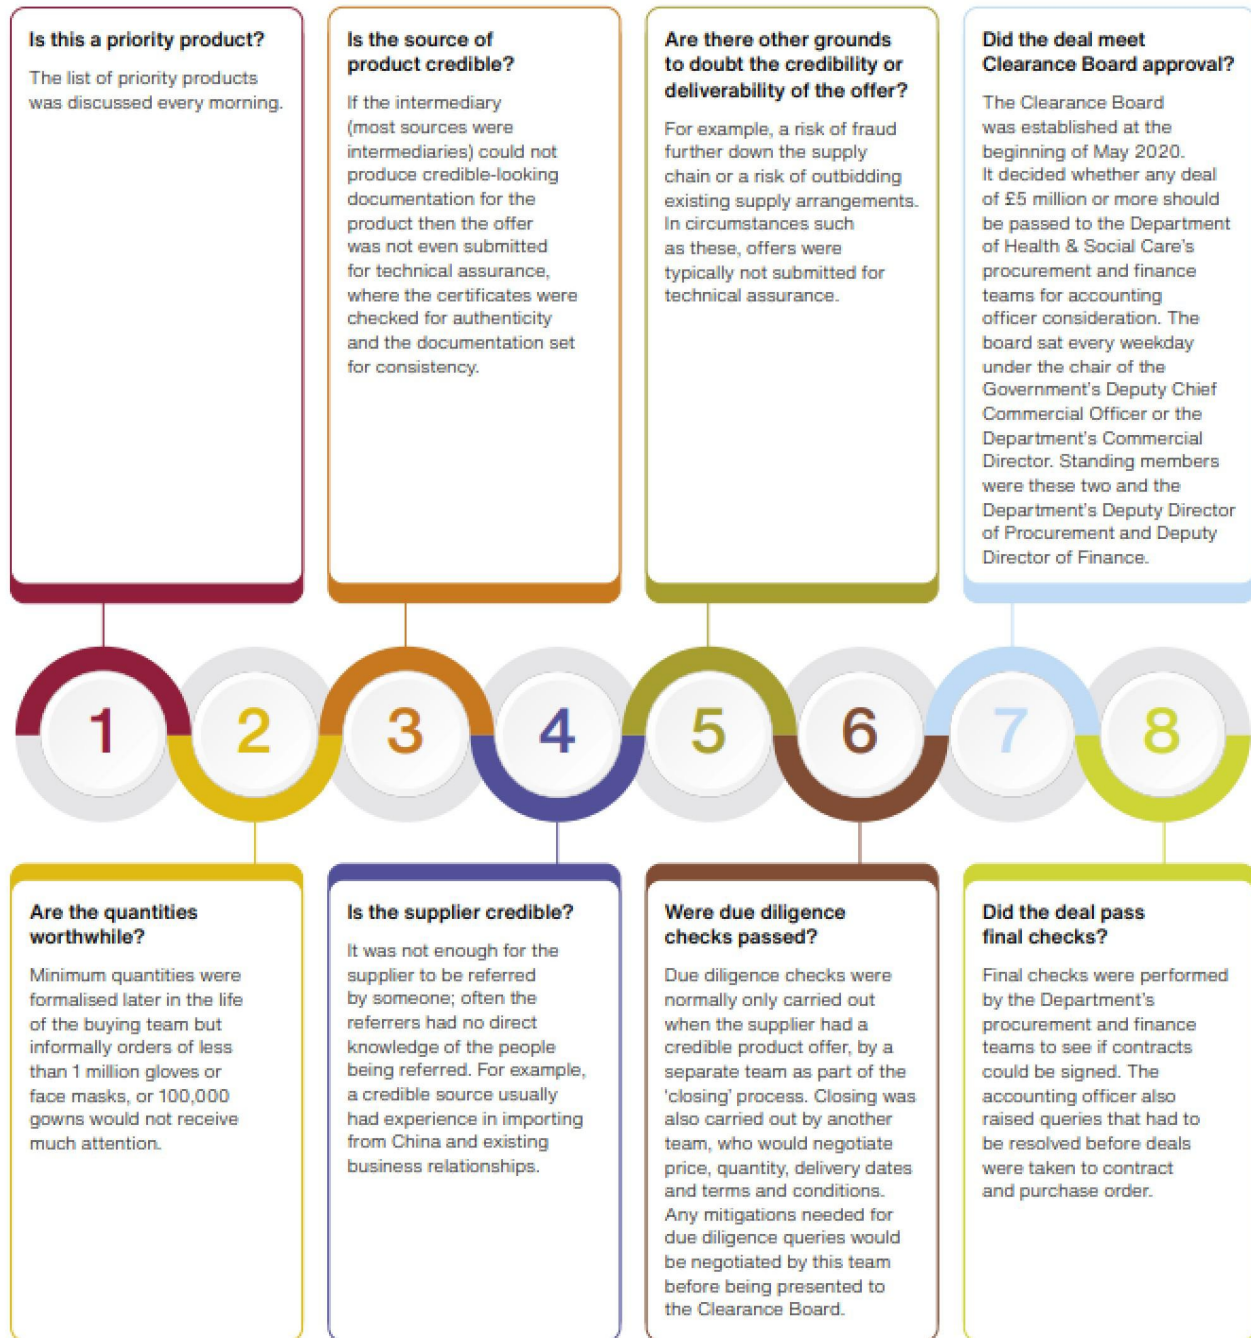 Is this a priority product?
The list of priority products
was discussed every morning.
Is the source of
product credible?
If the intermediary
(most sources were
intermediaries) could not
produce credible-looking
documentation for the
product then the offer
was not even submitted
for technical assurance,
where the certificates were
checked for authenticity
and the documentation set
for consistency.
Are there other grounds
to doubt the credibility or
deliverability of the offer?
For example, a risk of fraud
further down the supply
chain or a risk of outbidding
existing supply arrangements.
In circumstances such
as these, offers were
typically not submitted for
technical assurance.
Did the deal meet
Clearance Board approval?
The Clearance Board
was established at the
beginning of May 2020.
It decided whether any deal
of £5 million or more should
be passed to the Department
of Health & Social Care's
procurement and finance
teams for accounting
officer consideration. The
board sat every weekday
under the chair of the
Government's Deputy Chief
Commercial Officer or the
Department's Commercial
Director. Standing members
were these two and the
Department's Deputy Director
of Procurement and Deputy
Director of Finance.
1
2
3
4
5
6
7
8
Are the quantities
worthwhile?
Minimum quantities were
formalised later in the life
of the buying team but
informally orders of less
than 1 million gloves or
face masks, or 100,000
gowns would not receive
much attention.
Is the supplier credible?
It was not enough for the
supplier to be referred
by someone; often the
referrers had no direct
knowledge of the people
being referred. For example,
a credible source usually
had experience in importing
from China and existing
business relationships.
Were due diligence
checks passed?
Due diligence checks were
normally only carried out
when the supplier had a
credible product offer, by a
separate team as part of the
'closing' process. Closing was
also carried out by another
team, who would negotiate
price, quantity, delivery dates
and terms and conditions.
Any mitigations needed for
due diligence queries would
be negotiated by this team
before being presented to
the Clearance Board.
Did the deal pass
final checks?
Final checks were performed
by the Department's
procurement and finance
teams to see if contracts
could be signed. The
accounting officer also
raised queries that had to
be resolved before deals
were taken to contract
and purchase order.